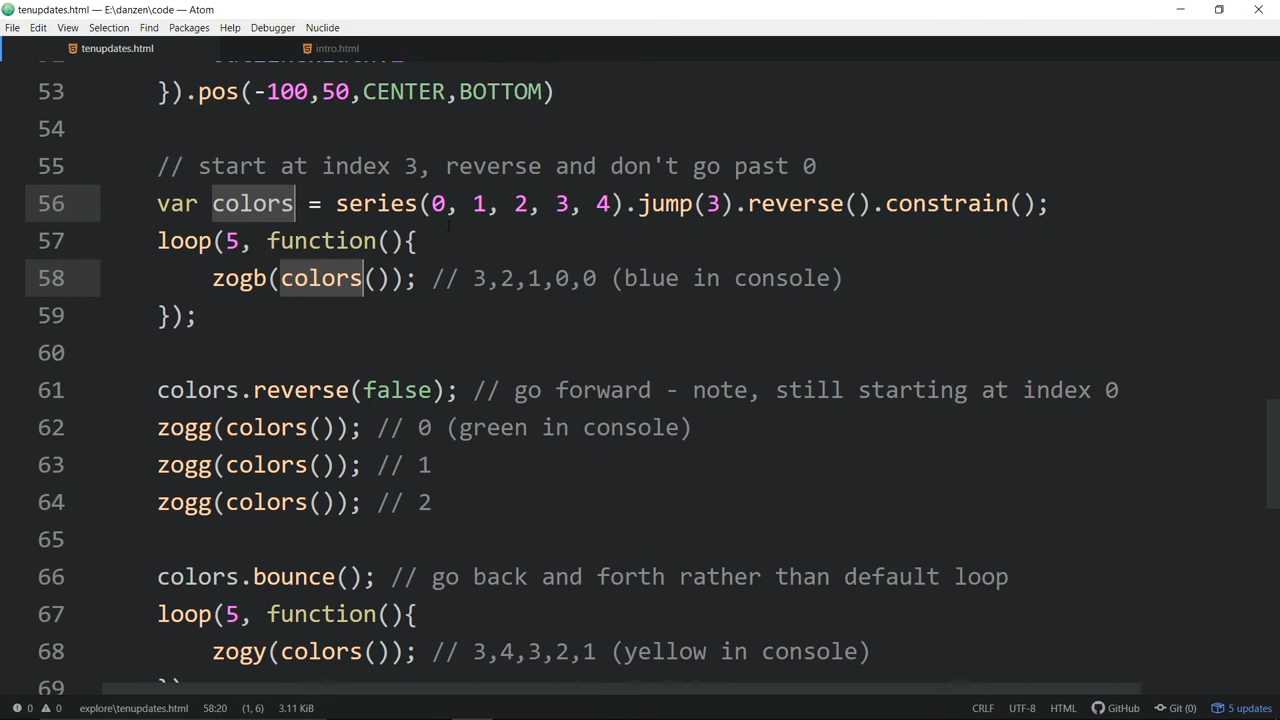 tenupdates.html — E:\danzen\code — Atom
File Edit View Selection Find Packages Help Debugger Nuclide
tenupdates.html intro.html
53 }).pos(-100,50,CENTER,BOTTOM)
54
55 // start at index 3, reverse and don't go past 0
56 var colors = series(0, 1, 2, 3, 4).jump(3).reverse().constrain();
57 loop(5, function(){
58 zogb(colors()); // 3,2,1,0,0 (blue in console)
59 });
60
61 colors.reverse(false); // go forward - note, still starting at index 0
62 zogg(colors()); // 0 (green in console)
63 zogg(colors()); // 1
64 zogg(colors()); // 2
65
66 colors.bounce(); // go back and forth rather than default loop
67 loop(5, function(){
68 zogy(colors()); // 3,4,3,2,1 (yellow in console)
69
0 0 explore\tenupdates.html 58:20 (1, 6) 3.11 KiB CRLF UTF-8 HTML GitHub Git (0) 5 updates